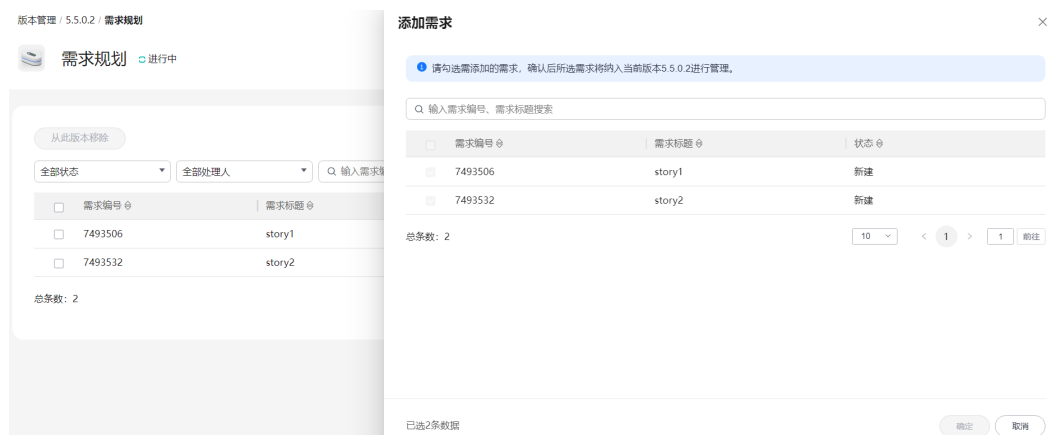 版本管理 / 5.5.0.2 / 需求规划
需求规划 进行中
从此版本移除
全部状态 全部处理人 输入需求编
需求编号 需求标题
7493506 story1
7493532 story2
总条数：2
添加需求
请勾选需添加的需求，确认后所选需求将纳入当前版本5.5.0.2进行管理。
输入需求编号、需求标题搜索
需求编号 需求标题 状态
7493506 story1 新建
7493532 story2 新建
总条数：2 10 < 1 > 1 前往
已选2条数据 确定 取消